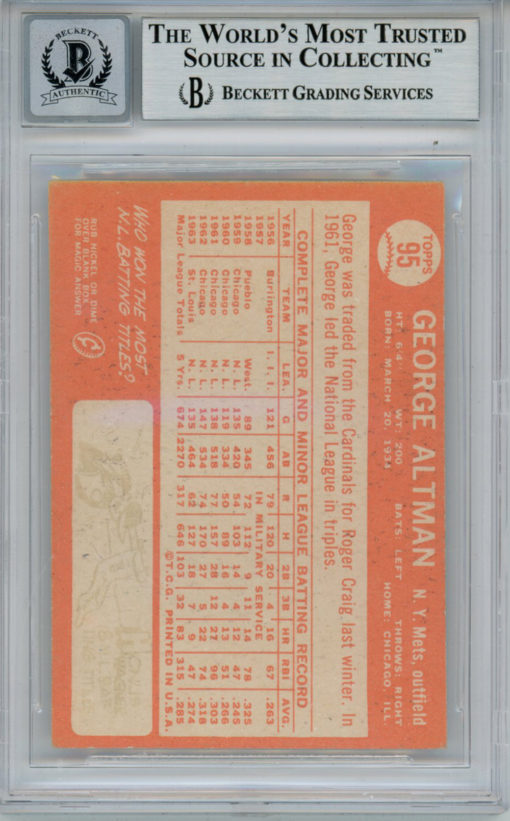 BECKETT
B
AUTHENTIC
THE WORLD'S MOST TRUSTED
SOURCE IN COLLECTING™
B BECKETT GRADING SERVICES
TOPPS
95
GEORGE ALTMAN N. Y. Mets, outfield
HT: 6'4" WT: 200 BATS: LEFT THROWS: RIGHT
BORN: MARCH 20, 1934 HOME: CHICAGO, ILL
George was traded from the Cardinals for Roger Craig last winter. In
1961, George led the National League in triples.
COMPLETE MAJOR AND MINOR LEAGUE BATTING RECORD
YEAR TEAM LEA. G AB R H 2B 3B HR RBI AVG.
1956 Burlington I. I. I. 121 456 79 120 20 4 16 67 .263
1957 IN MILITARY SERVICE
1958 Pueblo West. 89 345 72 112 9 11 14 78 .325
1959 Chicago N. L. 135 420 54 103 14 4 12 47 .245
1960 Chicago N. L. 119 334 50 89 16 4 13 51 .266
1961 Chicago N. L. 138 518 77 157 28 12 27 96 .303
1962 Chicago N. L. 147 534 74 170 27 5 22 74 .318
1963 St. Louis N. L. 135 464 62 127 18 7 9 47 .274
Major League Totals 5 Yrs. 674 2270 317 646 103 32 83 315 .285
©T.C.G. PRINTED IN U.S.A.
WHO WON THE MOST
N.L. BATTING TITLES?
RUB NICKEL OR DIME
OVER BLANK BOX
FOR MAGIC ANSWER